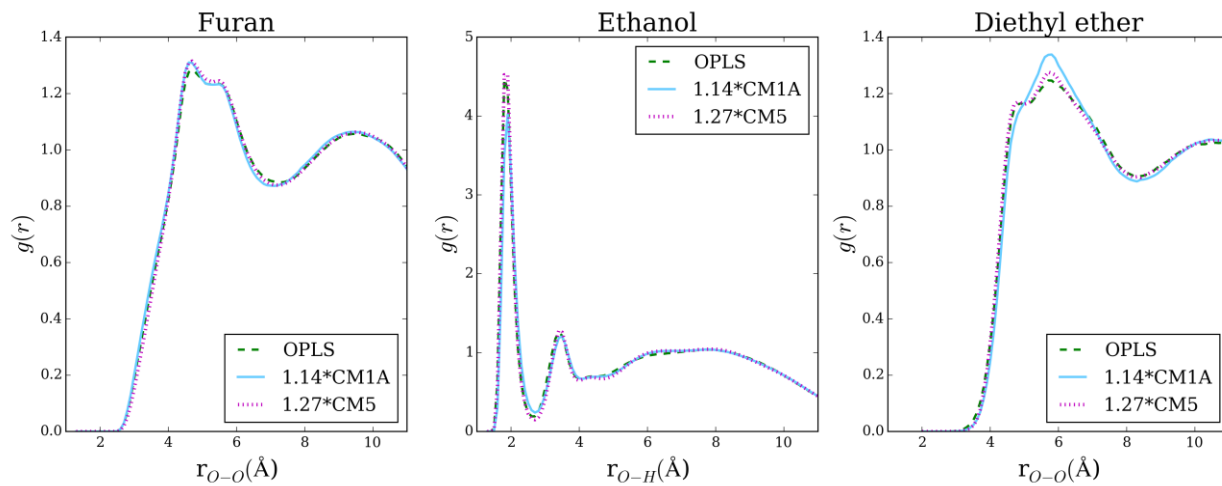 Furan
1.4
1.2
1.0
0.8
0.6
0.4
0.2
0.0
g(r)
2
4
6
8
10
r_{O−O}(Å)
OPLS
1.14*CM1A
1.27*CM5
Ethanol
5
4
3
2
1
0
g(r)
2
4
6
8
10
r_{O−H}(Å)
OPLS
1.14*CM1A
1.27*CM5
Diethyl ether
1.4
1.2
1.0
0.8
0.6
0.4
0.2
0.0
g(r)
2
4
6
8
10
r_{O−O}(Å)
OPLS
1.14*CM1A
1.27*CM5